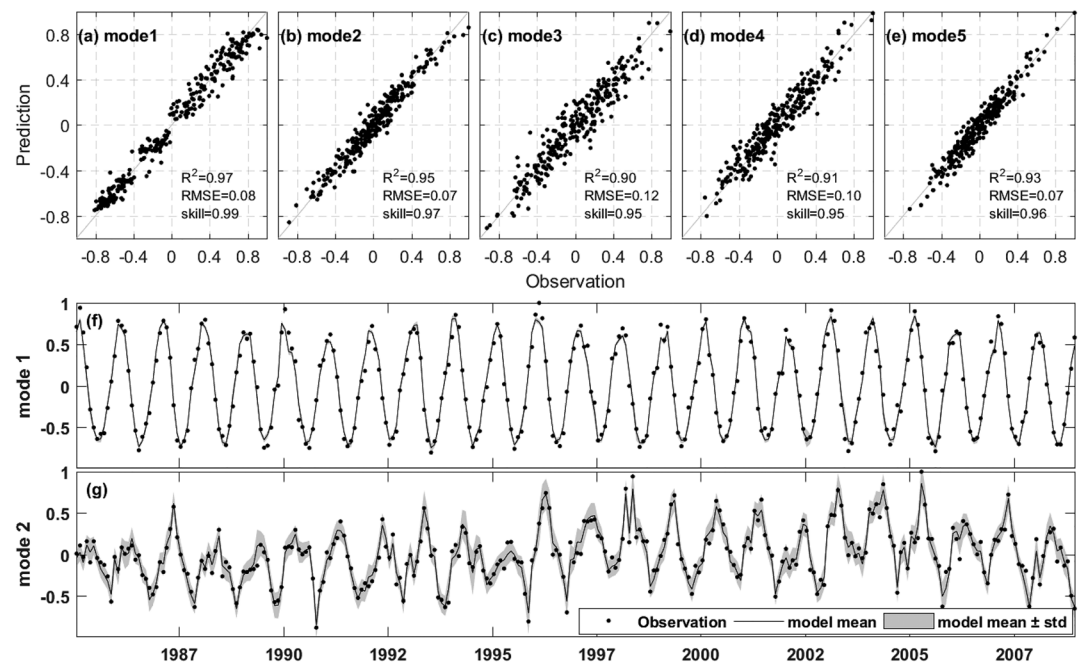 (a) mode1 (b) mode2 (c) mode3 (d) mode4 (e) mode5
Prediction
0.8
0.4
0
-0.4
-0.8
R²=0.97
RMSE=0.08
skill=0.99
R²=0.95
RMSE=0.07
skill=0.97
R²=0.90
RMSE=0.12
skill=0.95
R²=0.91
RMSE=0.10
skill=0.95
R²=0.93
RMSE=0.07
skill=0.96
-0.8 -0.4 0 0.4 0.8 -0.8 -0.4 0 0.4 0.8 -0.8 -0.4 0 0.4 0.8 -0.8 -0.4 0 0.4 0.8 -0.8 -0.4 0 0.4 0.8
Observation
(f)
mode 1
1
0.5
0
-0.5
(g)
mode 2
1
0.5
0
-0.5
Observation model mean model mean ± std
1987 1990 1992 1995 1997 2000 2002 2005 2007